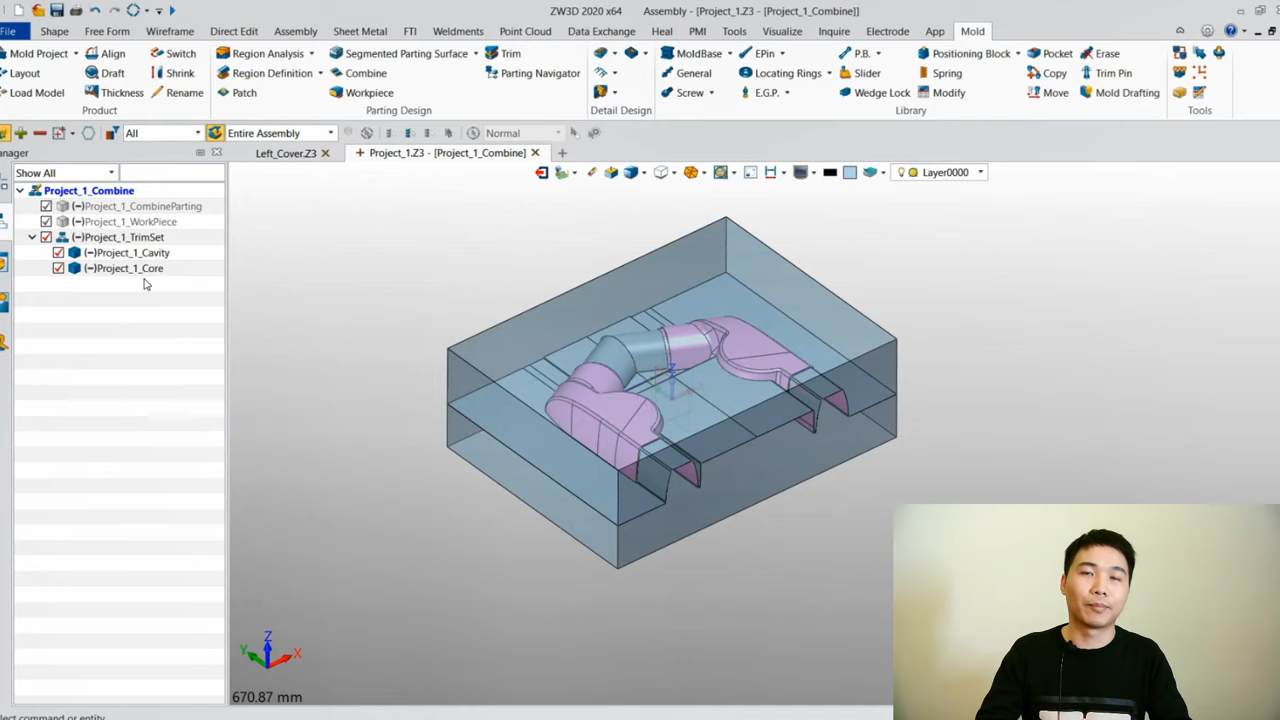 ZW3D 2020 x64    Assembly - [Project_1.Z3 - [Project_1_Combine]]
File  Shape  Free Form  Wireframe  Direct Edit  Assembly  Sheet Metal  FTI  Weldments  Point Cloud  Data Exchange  Heal  PMI  Tools  Visualize  Inquire  Electrode  App  Mold
Mold Project  Align  Switch  Region Analysis  Segmented Parting Surface  Trim  MoldBase  EPin  P.B.  Positioning Block  Pocket  Erase
Layout  Draft  Shrink  Region Definition  Combine  Parting Navigator  General  Locating Rings  Slider  Spring  Copy  Trim Pin
Load Model  Thickness  Rename  Patch  Workpiece  Screw  E.G.P.  Wedge Lock  Modify  Move  Mold Drafting
Product  Parting Design  Detail Design  Library  Tools
All  Entire Assembly  Normal
anager  Left_Cover.Z3  Project_1.Z3 - [Project_1_Combine]
Show All  Layer0000
Project_1_Combine
(-)Project_1_CombineParting
(-)Project_1_WorkPiece
(-)Project_1_TrimSet
(-)Project_1_Cavity
(-)Project_1_Core
Z
Z
Y  X
670.87 mm
elect command or entity